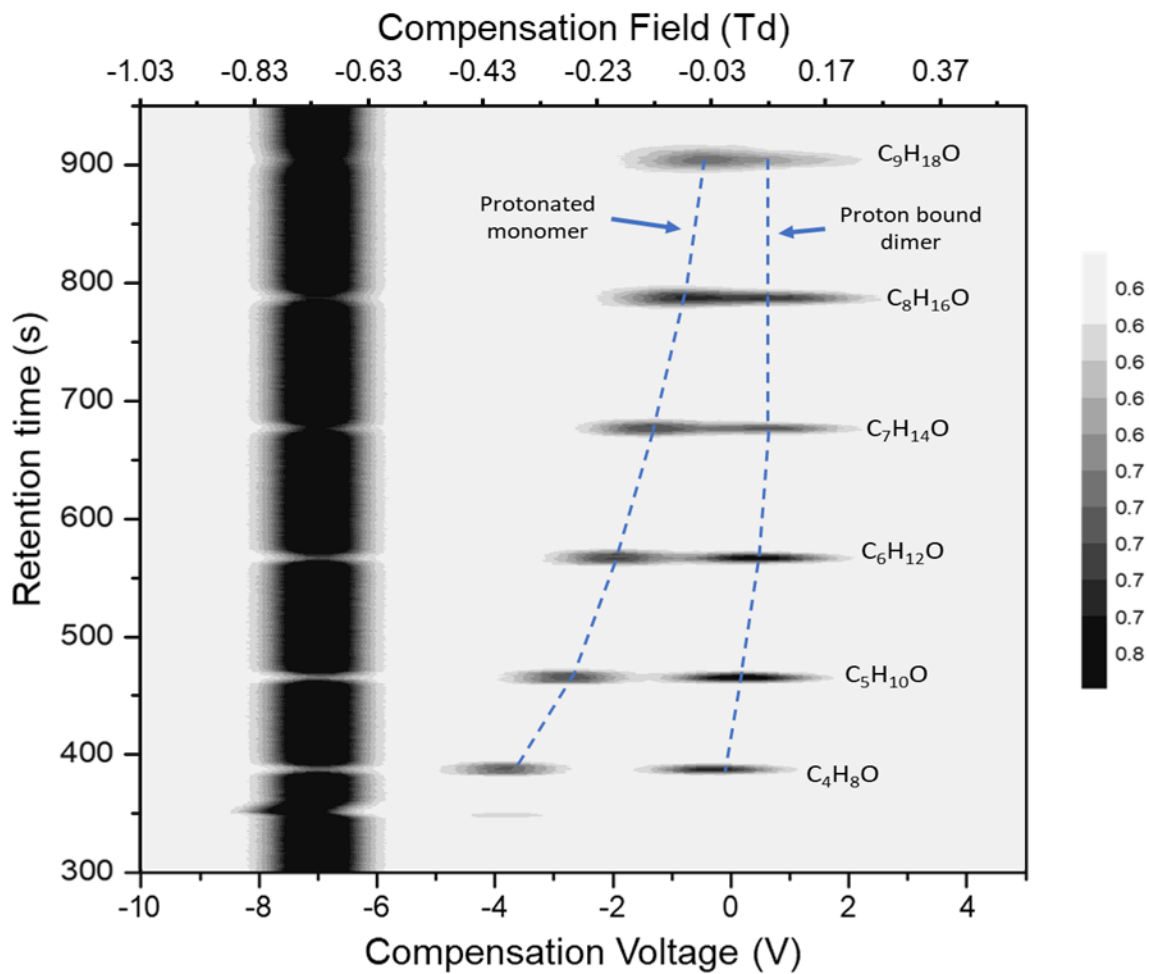 Compensation Field (Td)
-1.03 -0.83 -0.63 -0.43 -0.23 -0.03 0.17 0.37
Retention time (s)
900
800
700
600
500
400
300
C₉H₁₈O
Protonated
monomer
Proton bound
dimer
C₈H₁₆O
C₇H₁₄O
C₆H₁₂O
C₅H₁₀O
C₄H₈O
0.6
0.6
0.6
0.6
0.6
0.7
0.7
0.7
0.7
0.7
0.8
-10 -8 -6 -4 -2 0 2 4
Compensation Voltage (V)